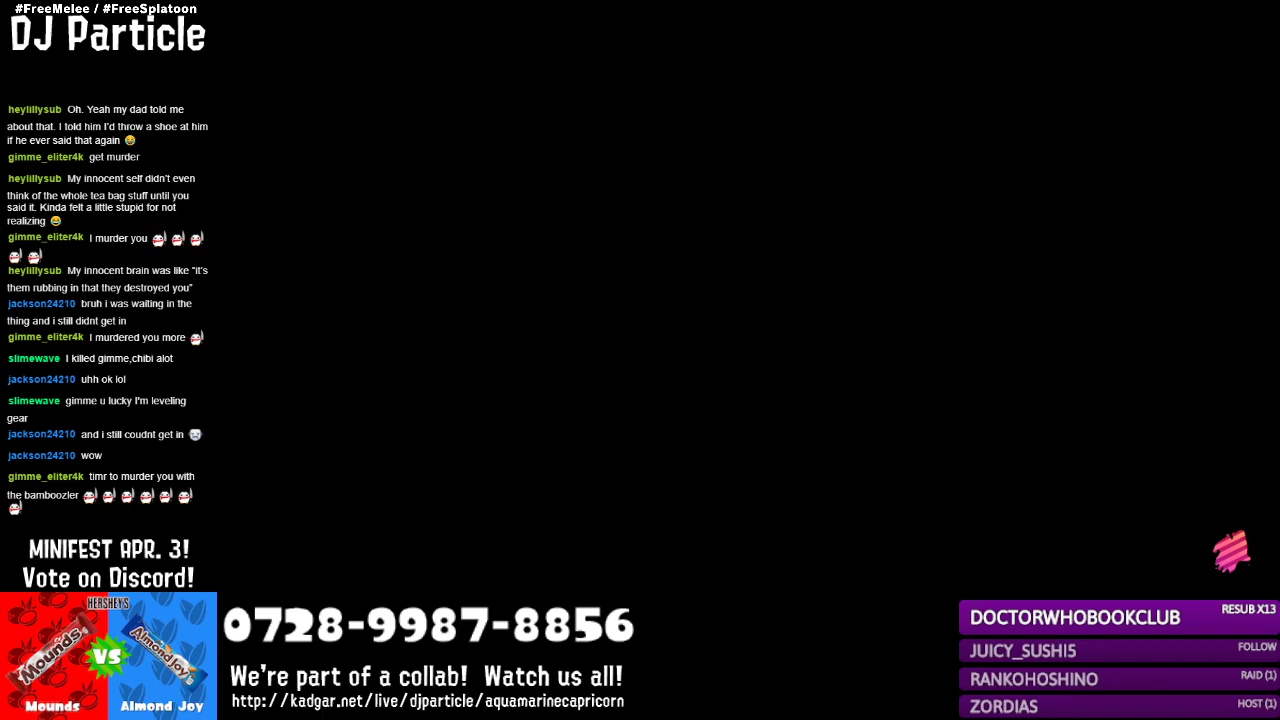 #FreeMelee / #FreeSplatoon
DJ Particle
heylillysub Oh. Yeah my dad told me
about that. I told him I'd throw a shoe at him
if he ever said that again
gimme_eliter4k get murder
heylillysub My innocent self didn't even
think of the whole tea bag stuff until you
said it. Kinda felt a little stupid for not
realizing
gimme_eliter4k I murder you
heylillysub My innocent brain was like "it's
them rubbing in that they destroyed you"
jackson24210 bruh i was waiting in the
thing and i still didnt get in
gimme_eliter4k I murdered you more
slimewave I killed gimme,chibi alot
jackson24210 uhh ok lol
slimewave gimme u lucky I'm leveling
gear
jackson24210 and i still coudnt get in
jackson24210 wow
gimme_eliter4k timr to murder you with
the bamboozler
MINIFEST APR. 3!
Vote on Discord!
HERSHEY'S
Mounds
VS
Almond Joy
Mounds
Almond Joy
0728-9987-8856
We're part of a collab! Watch us all!
http://kadgar.net/live/djparticle/aquamarinecapricorn
DOCTORWHOBOOKCLUB RESUB X13
JUICY_SUSHI5 FOLLOW
RANKOHOSHINO RAID (1)
ZORDIAS HOST (1)